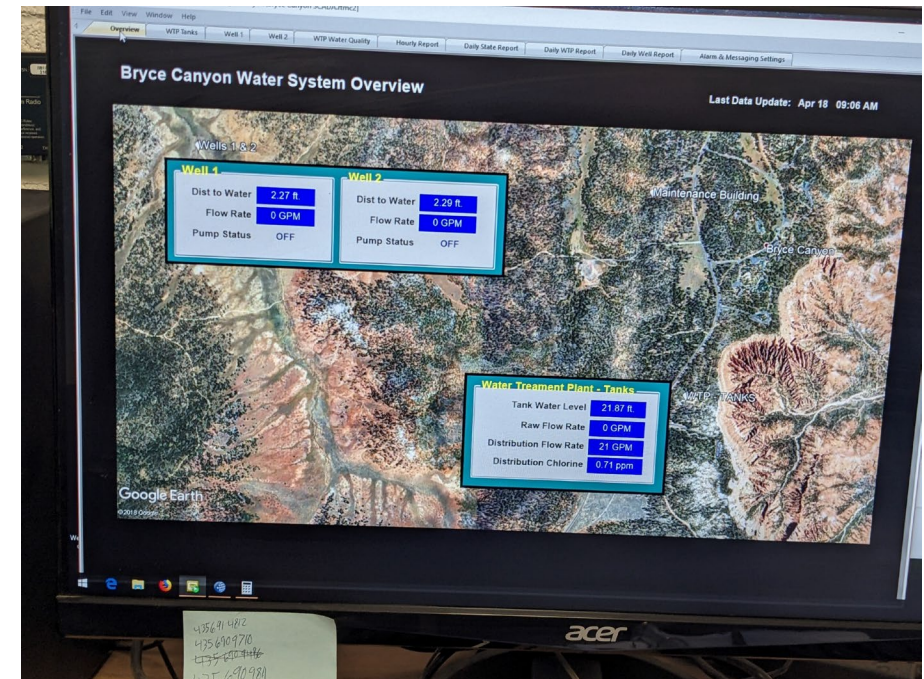 File Edit View Window Help
Overview WTP Tanks Well 1 Well 2 WTP Water Quality Hourly Report Daily State Report Daily WTP Report Daily Well Report Alarm & Messaging Settings
Bryce Canyon Water System Overview
Last Data Update: Apr 18 09:06 AM
Wells 1 & 2
Well 1
Dist to Water 2.27 ft.
Flow Rate 0 GPM
Pump Status OFF
Well 2
Dist to Water 2.29 ft.
Flow Rate 0 GPM
Pump Status OFF
Maintenance Building
Bryce Canyon
Water Treament Plant - Tanks
Tank Water Level 21.87 ft.
Raw Flow Rate 0 GPM
Distribution Flow Rate 21 GPM
Distribution Chlorine 0.71 ppm
WTP - TANKS
Google Earth
©2018 Google
acer